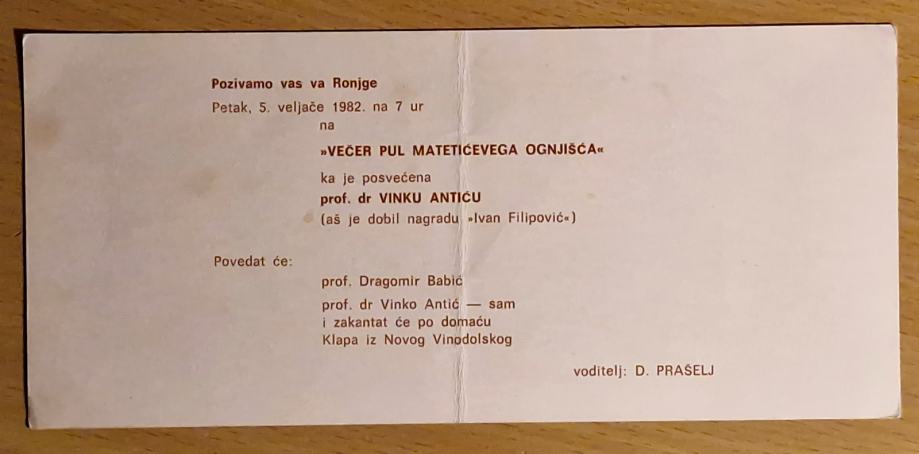 Pozivamo vas va Ronjge
Petak, 5. veljače 1982. na 7 ur
na
»VEČER PUL MATETIĆEVEGA OGNJIŠĆA«
ka je posvećena
prof. dr VINKU ANTIĆU
(aš je dobil nagradu »Ivan Filipović«)
Povedat će:
prof. Dragomir Babić
prof. dr Vinko Antić — sam
i zakantat će po domaću
Klapa iz Novog Vinodolskog
voditelj: D. PRAŠELJ